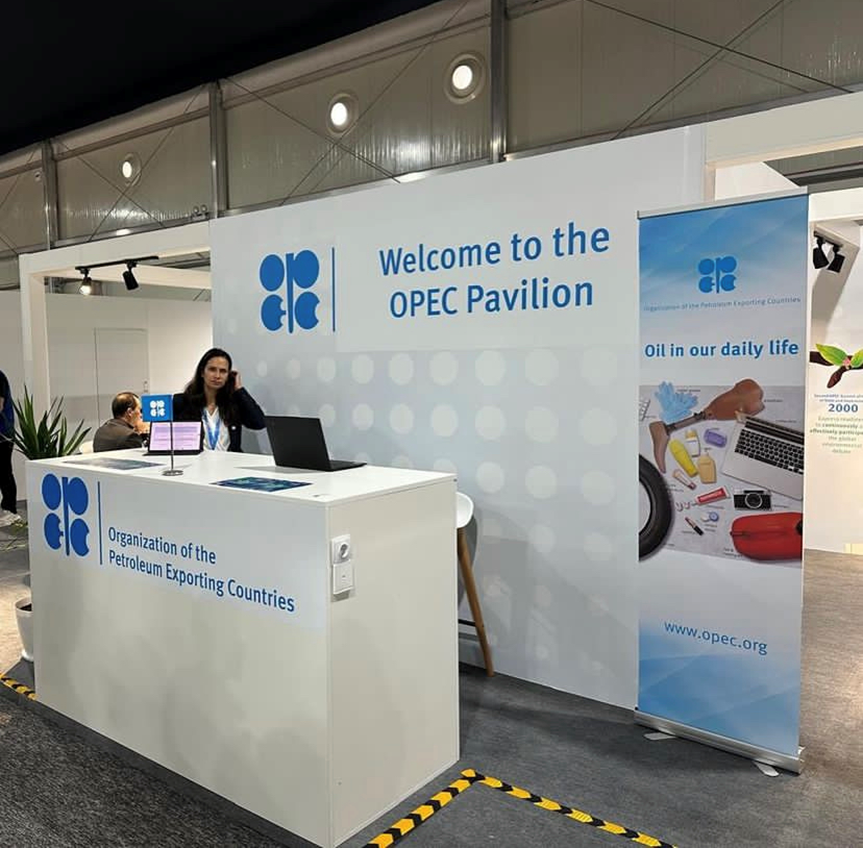 Welcome to the
OPEC Pavilion
Organization of the
Petroleum Exporting Countries
Organization of the Petroleum Exporting Countries
Oil in our daily life
www.opec.org
2000